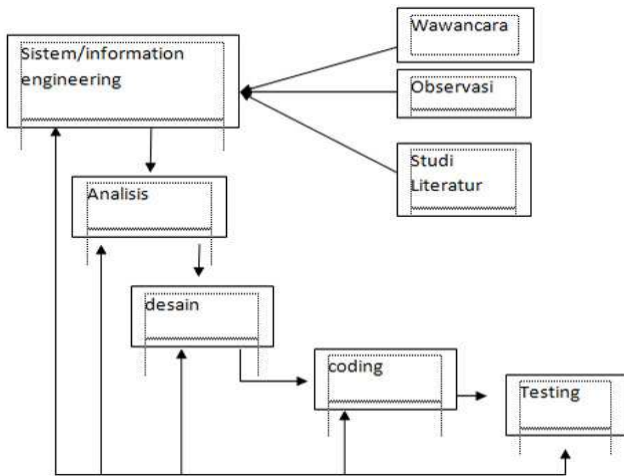 Sistem/information
engineering
Wawancara
Observasi
Studi
Literatur
Analisis
desain
coding
Testing